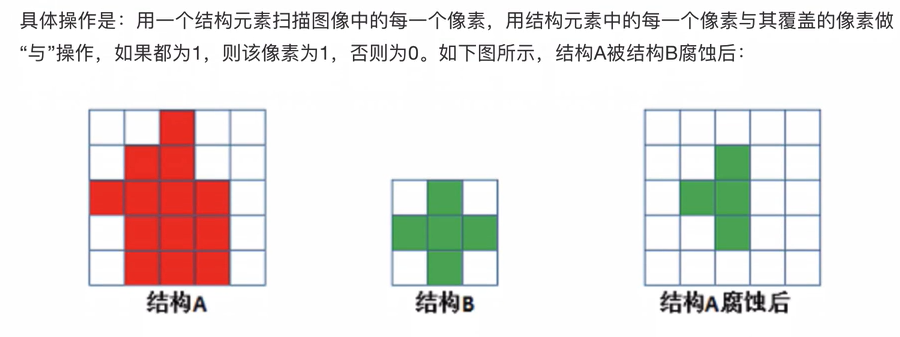 具体操作是：用一个结构元素扫描图像中的每一个像素，用结构元素中的每一个像素与其覆盖的像素做
“与”操作，如果都为1，则该像素为1，否则为0。如下图所示，结构A被结构B腐蚀后：
结构A
结构B
结构A腐蚀后